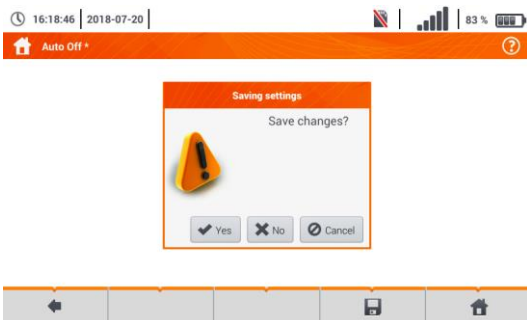 16:18:46 2018-07-20 83 %
Auto Off *
Saving settings
Save changes?
Yes No Cancel